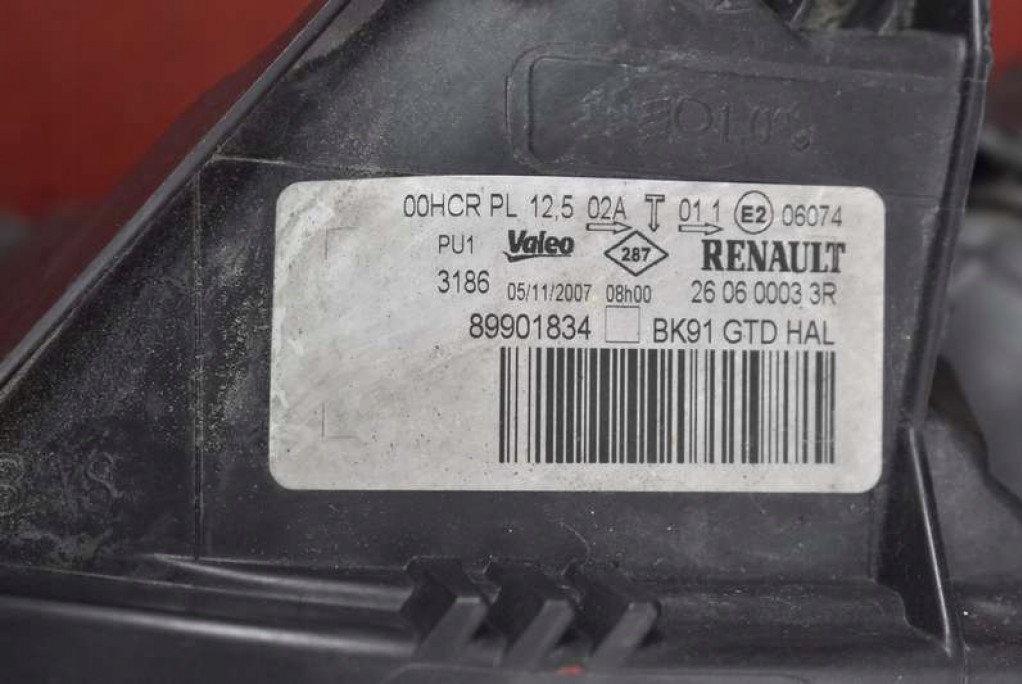 00HCR PL 12,5 02A T 01 1 E2 06074
PU1 Valeo 287 RENAULT
3186 05/11/2007 08h00 26 06 0003 3R
89901834 BK91 GTD HAL